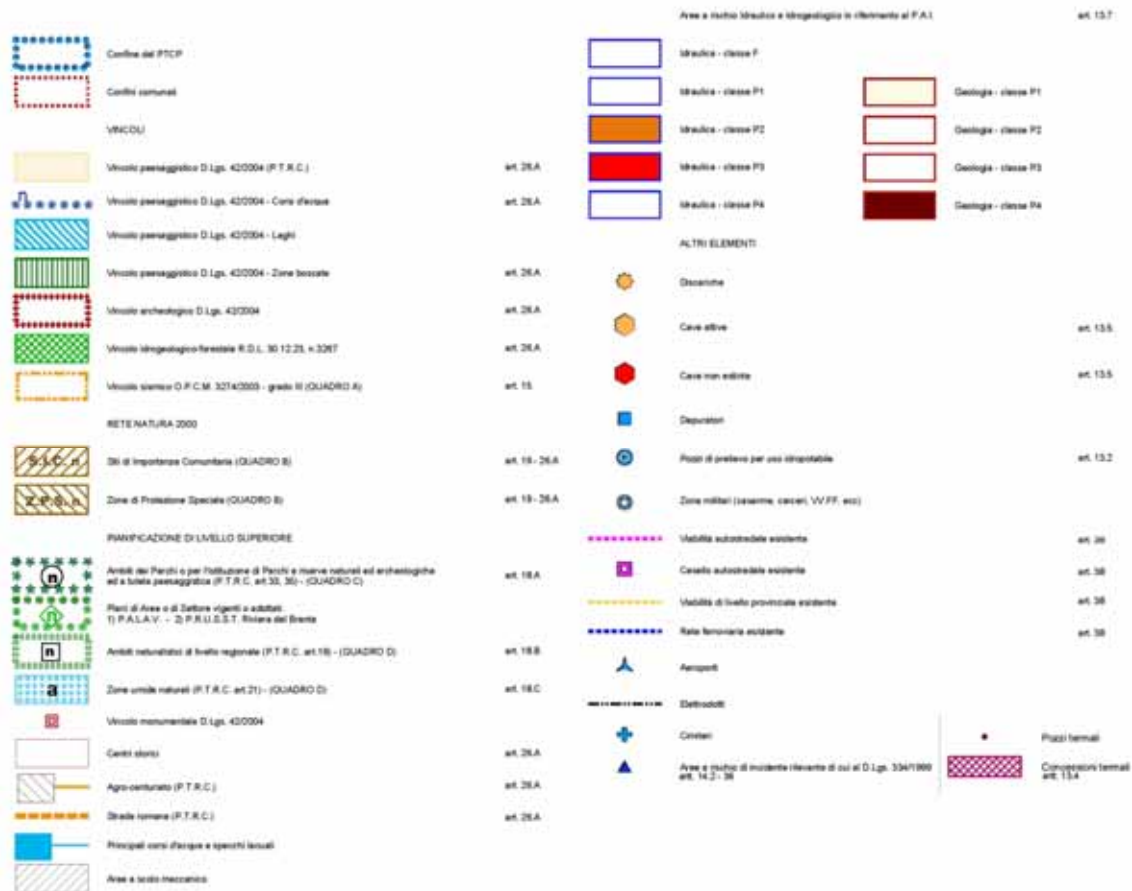 Confine del PTCP
Confini comunali
VINCOLI
Vincolo paesaggistico D.Lgs. 42/2004 (P.T.R.C.) art. 26.A
Vincolo paesaggistico D.Lgs. 42/2004 - Corsi d'acqua art. 26.A
Vincolo paesaggistico D.Lgs. 42/2004 - Laghi
Vincolo paesaggistico D.Lgs. 42/2004 - Zone boscate art. 26.A
Vincolo archeologico D.Lgs. 42/2004 art. 26.A
Vincolo idrogeologico-forestale R.D.L. 30.12.23, n.3267 art. 26.A
Vincolo sismico O.P.C.M. 3274/2003 - grado III (QUADRO A) art. 15
RETE NATURA 2000
S.I.C. n Siti di Importanza Comunitaria (QUADRO B) art. 19 - 26.A
Z.P.S. n Zone di Protezione Speciale (QUADRO B) art. 19 - 26.A
PIANIFICAZIONE DI LIVELLO SUPERIORE
n Ambiti dei Parchi o per l'istituzione di Parchi e riserve naturali ed archeologiche art. 18.A
ed a tutela paesaggistica (P.T.R.C. art.33, 35) - (QUADRO C)
n Piani di Area o di Settore vigenti o adottati
1) P.A.L.A.V. - 2) P.R.U.S.S.T. Riviera del Brenta
n Ambiti naturalistici di livello regionale (P.T.R.C. art.19) - (QUADRO D) art. 18.B
a Zone umide naturali (P.T.R.C. art.21) - (QUADRO D) art. 18.C
Vincolo monumentale D.Lgs. 42/2004
Centri storici art. 26.A
Agro-centuriato (P.T.R.C.) art. 26.A
Strade romane (P.T.R.C.) art. 26.A
Principali corsi d'acqua e specchi lacuali
Aree a scolo meccanico
Aree a rischio Idraulico e Idrogeologico in riferimento al P.A.I. art. 13.7
Idraulica - classe F
Idraulica - classe P1 Geologia - classe P1
Idraulica - classe P2 Geologia - classe P2
Idraulica - classe P3 Geologia - classe P3
Idraulica - classe P4 Geologia - classe P4
ALTRI ELEMENTI
Discariche
Cave attive art. 13.5
Cave non estinte art. 13.5
Depuratori
Pozzi di prelievo per uso idropotabile art. 13.2
Zone militari (caserme, carceri, VV.FF. ecc)
Viabilità autostradale esistente art. 38
Casello autostradale esistente art. 38
Viabilità di livello provinciale esistente art. 38
Rete ferroviaria esistente art. 38
Aeroporti
Elettrodotti
Cimiteri
Aree a rischio di incidente rilevante di cui al D.Lgs. 334/1999
art. 14.2 - 36
Pozzi termali
Concessioni termali
art. 13.4